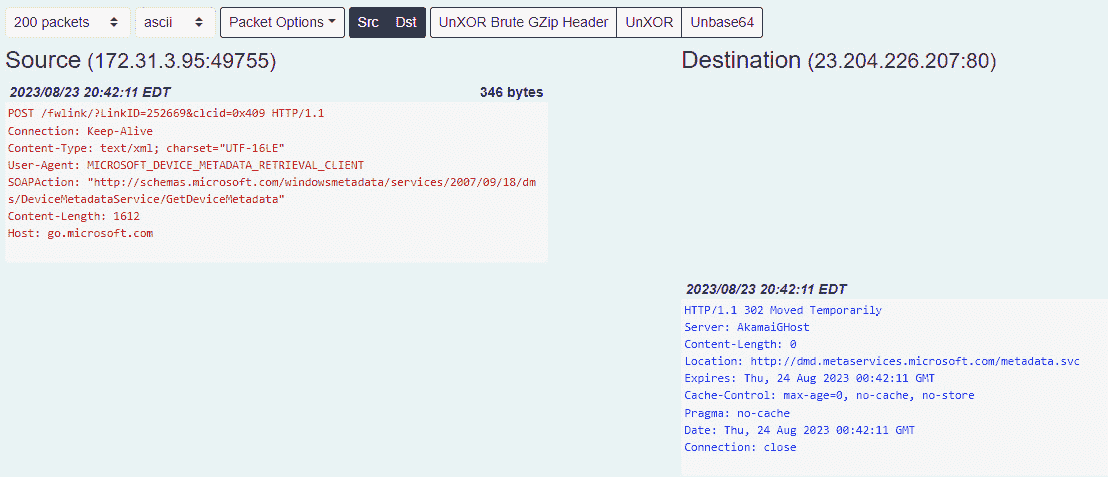 200 packets ascii Packet Options Src Dst UnXOR Brute GZip Header UnXOR Unbase64
Source (172.31.3.95:49755) Destination (23.204.226.207:80)
2023/08/23 20:42:11 EDT 346 bytes
POST /fwlink/?LinkID=252669&clcid=0x409 HTTP/1.1
Connection: Keep-Alive
Content-Type: text/xml; charset="UTF-16LE"
User-Agent: MICROSOFT_DEVICE_METADATA_RETRIEVAL_CLIENT
SOAPAction: "http://schemas.microsoft.com/windowsmetadata/services/2007/09/18/dm
s/DeviceMetadataService/GetDeviceMetadata"
Content-Length: 1612
Host: go.microsoft.com
2023/08/23 20:42:11 EDT
HTTP/1.1 302 Moved Temporarily
Server: AkamaiGHost
Content-Length: 0
Location: http://dmd.metaservices.microsoft.com/metadata.svc
Expires: Thu, 24 Aug 2023 00:42:11 GMT
Cache-Control: max-age=0, no-cache, no-store
Pragma: no-cache
Date: Thu, 24 Aug 2023 00:42:11 GMT
Connection: close